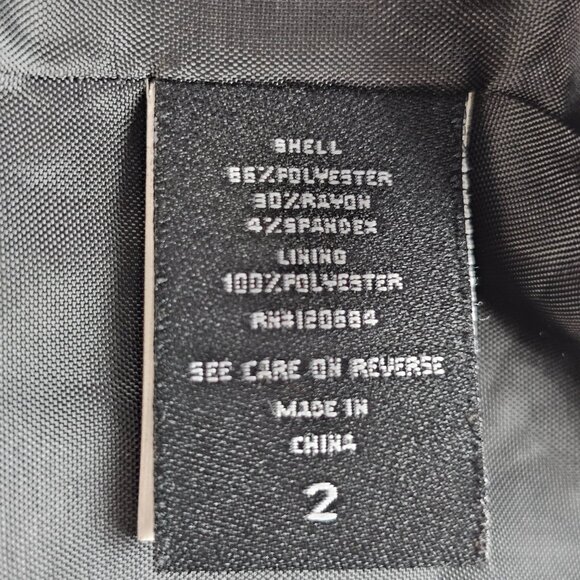 SHELL
66%POLYESTER
30%RAYON
4%SPANDEX
LINING
100%POLYESTER
RN#120684
SEE CARE ON REVERSE
MADE IN
CHINA
2